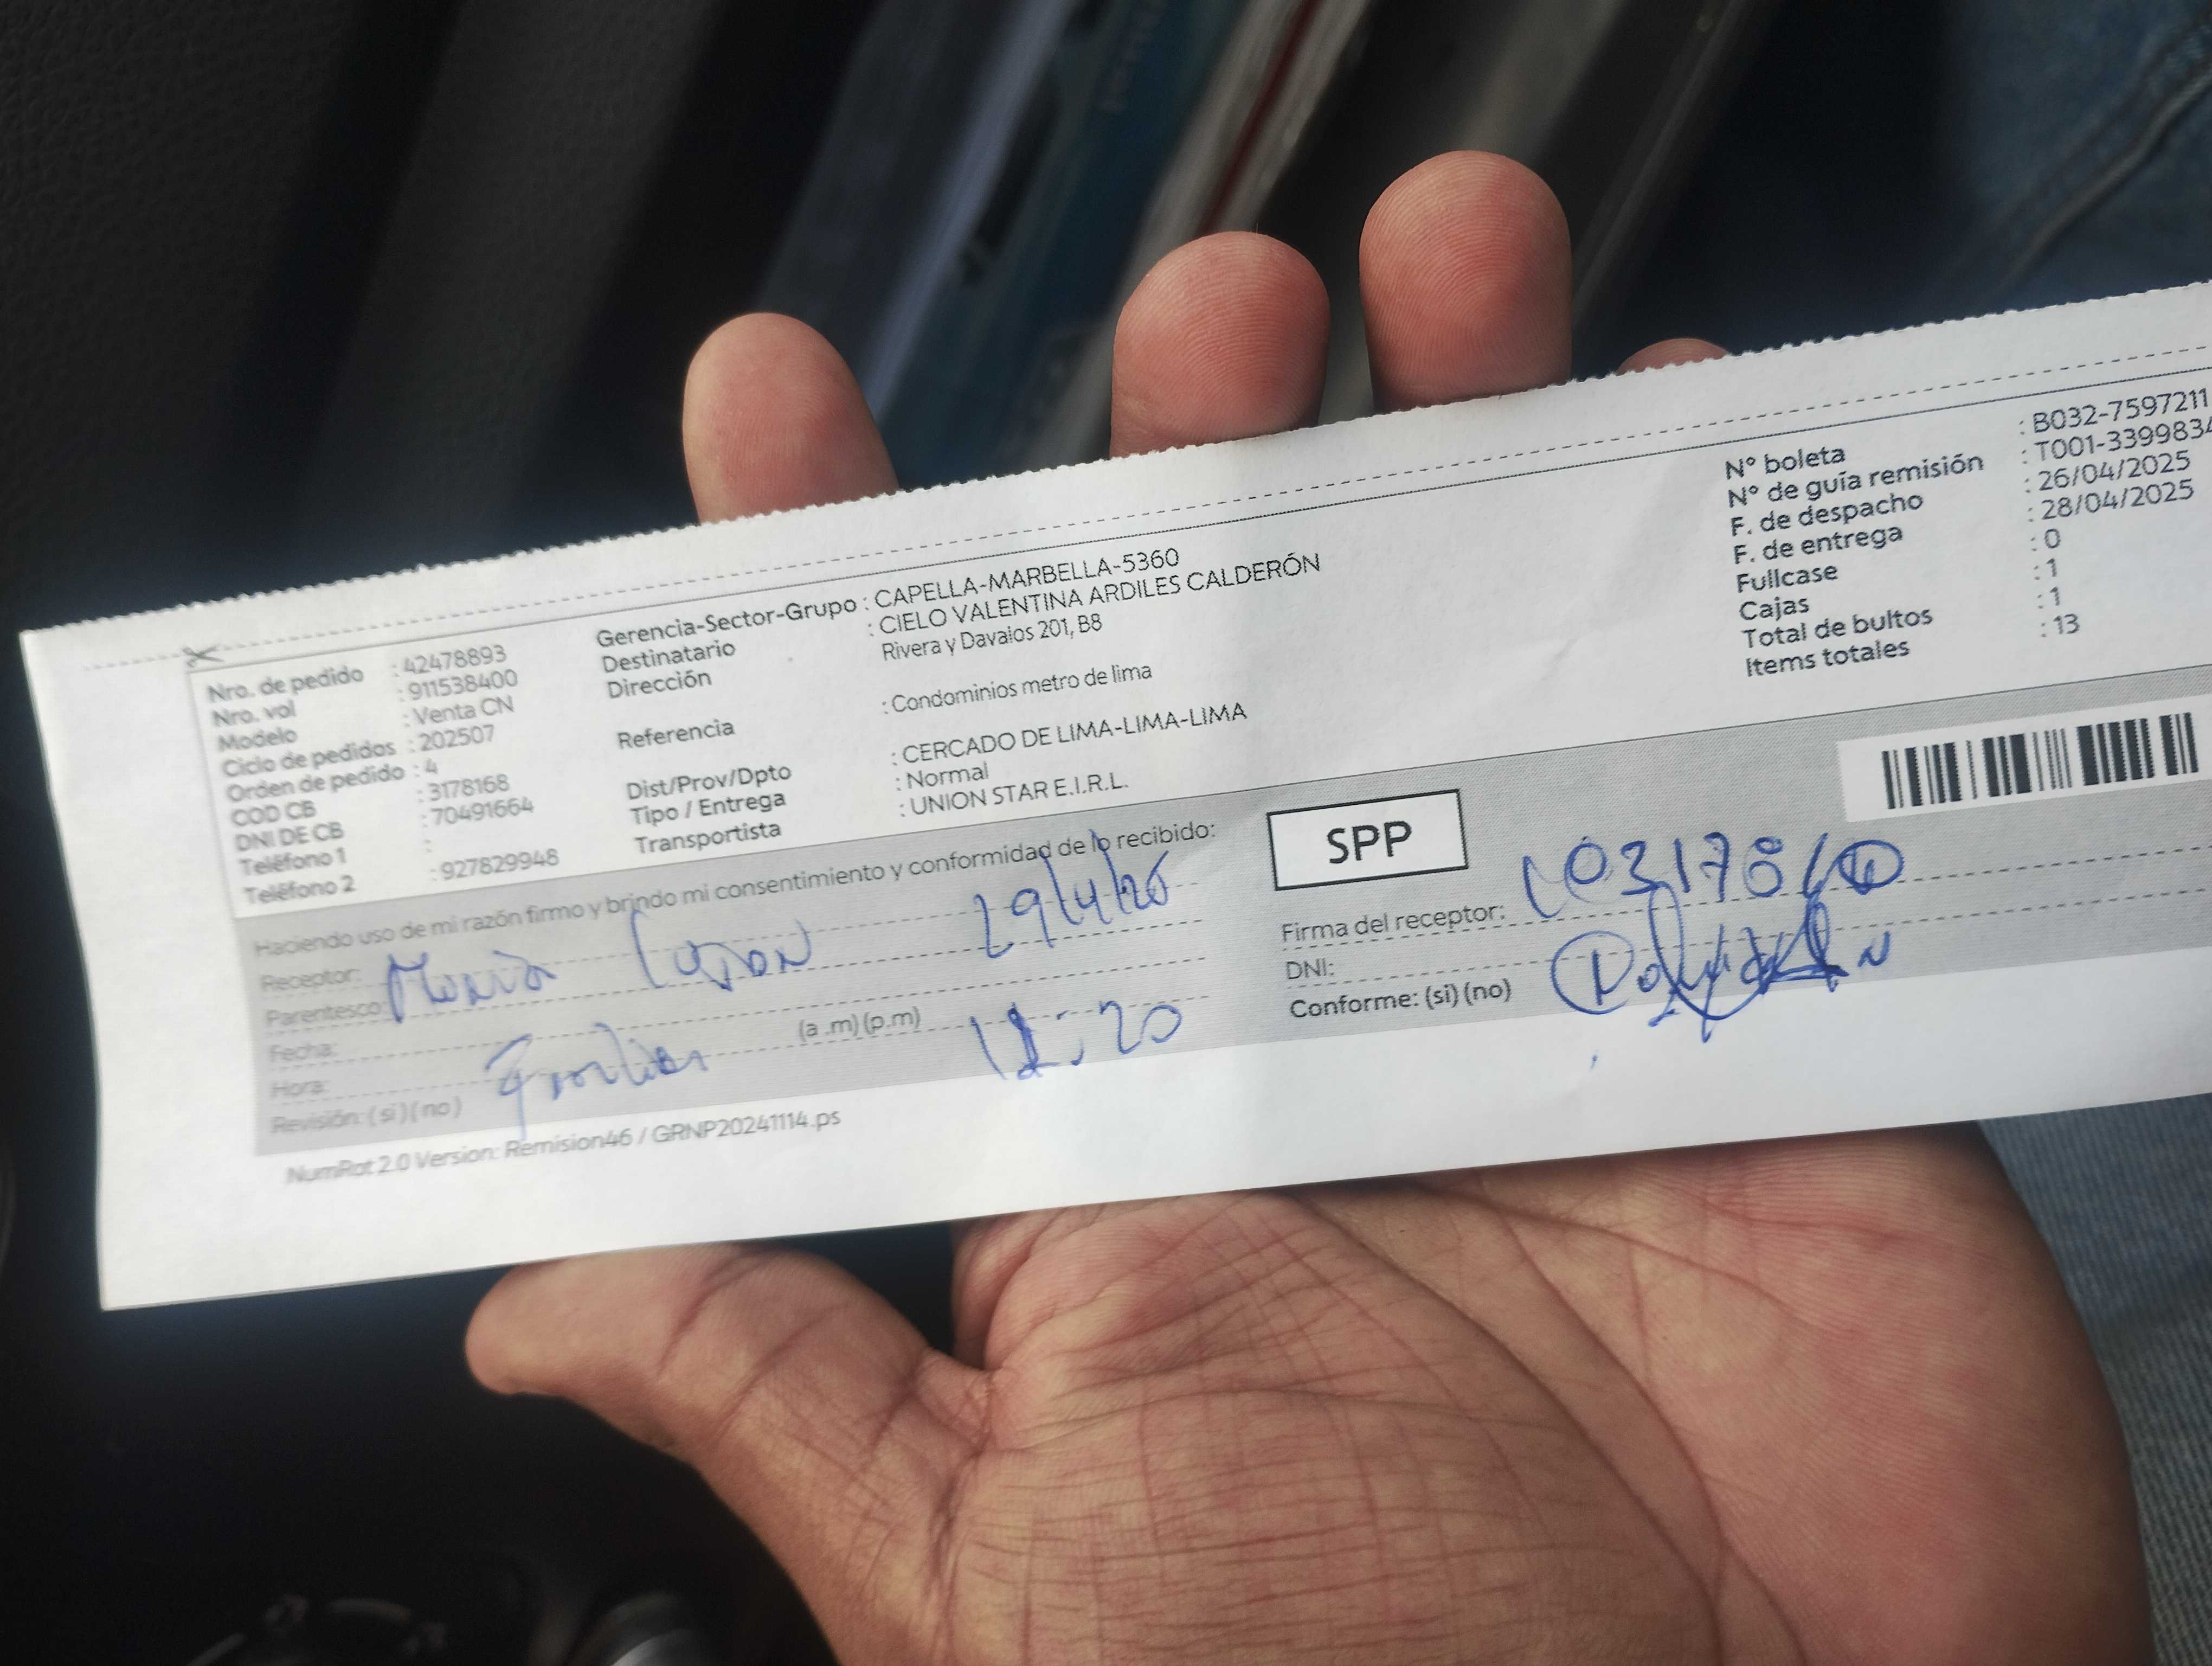 Nro. de pedido : 42478893
Nro. vol : 911538400
Modelo : Venta CN
Ciclo de pedidos : 202507
Orden de pedido : 4
COD CB : 3178168
DNI DE CB : 70491664
Teléfono 1 :
Teléfono 2 : 927829948
Gerencia-Sector-Grupo : CAPELLA-MARBELLA-5360
Destinatario : CIELO VALENTINA ARDILES CALDERÓN
Dirección Rivera y Davalos 201, B8
Referencia : Condominios metro de lima
Dist/Prov/Dpto : CERCADO DE LIMA-LIMA-LIMA
Tipo / Entrega : Normal
Transportista : UNION STAR E.I.R.L.
N° boleta : B032-7597211
N° de guía remisión : T001-3399834
F. de despacho : 26/04/2025
F. de entrega : 28/04/2025
Fullcase : 0
Cajas : 1
Total de bultos : 1
Items totales : 13
Haciendo uso de mi razón firmo y brindo mi consentimiento y conformidad de lo recibido:
Receptor:
Parentesco:
Fecha:
Hora: (a .m) (p.m)
Revisión: (si) (no)
SPP
Firma del receptor:
DNI:
Conforme: (si) (no)
NumRot 2.0 Version: Remision46 / GRNP20241114.ps